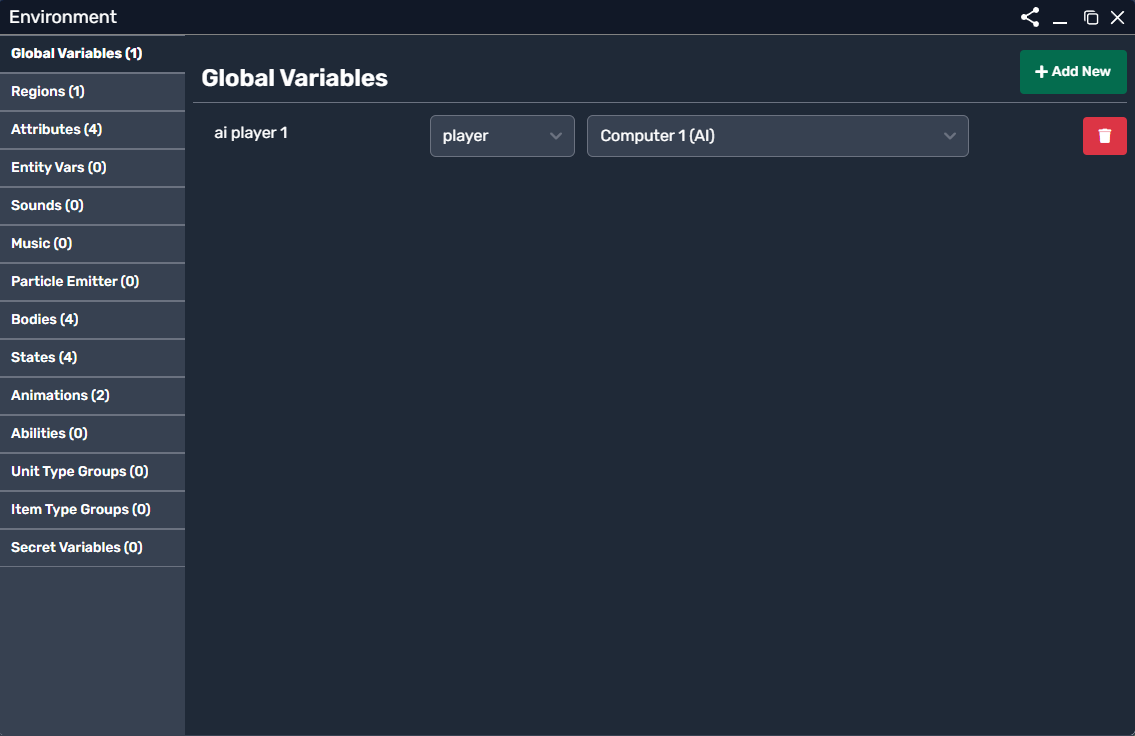 Environment
Global Variables (1)
Regions (1)
Attributes (4)
Entity Vars (0)
Sounds (0)
Music (0)
Particle Emitter (0)
Bodies (4)
States (4)
Animations (2)
Abilities (0)
Unit Type Groups (0)
Item Type Groups (0)
Secret Variables (0)
Global Variables
Add New
ai player 1
player
Computer 1 (AI)